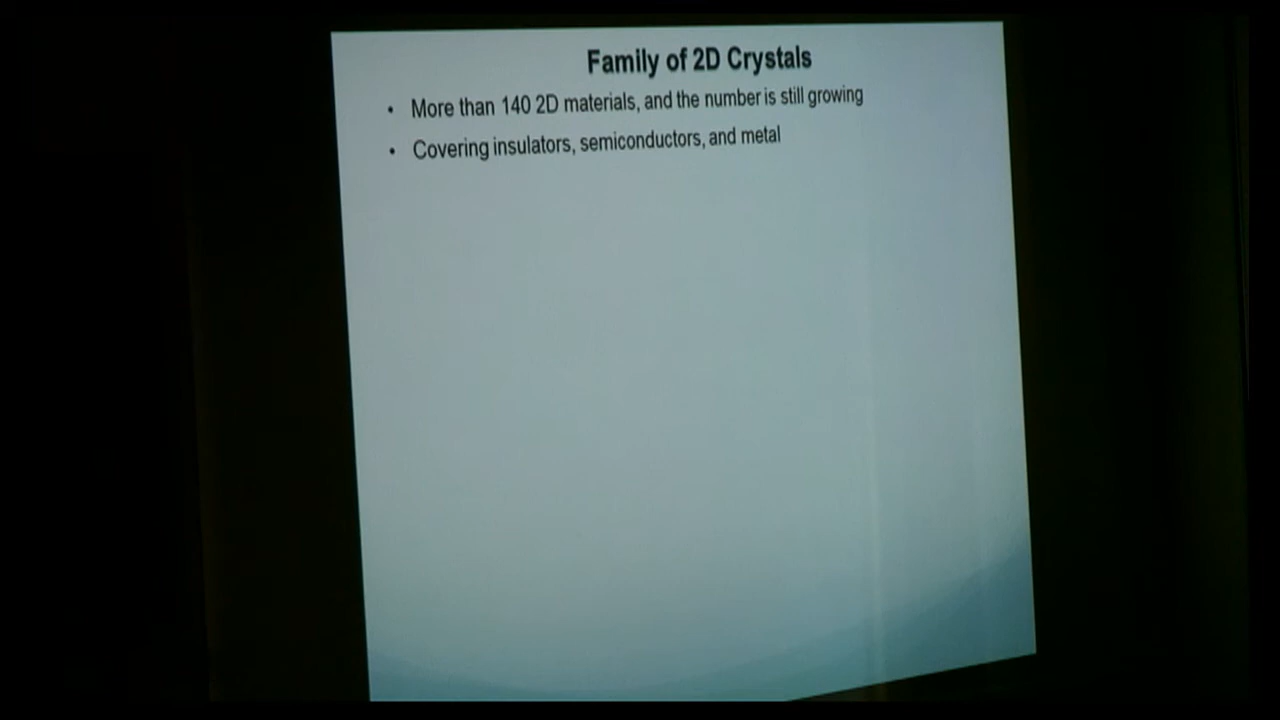 Family of 2D Crystals
• More than 140 2D materials, and the number is still growing
• Covering insulators, semiconductors, and metal